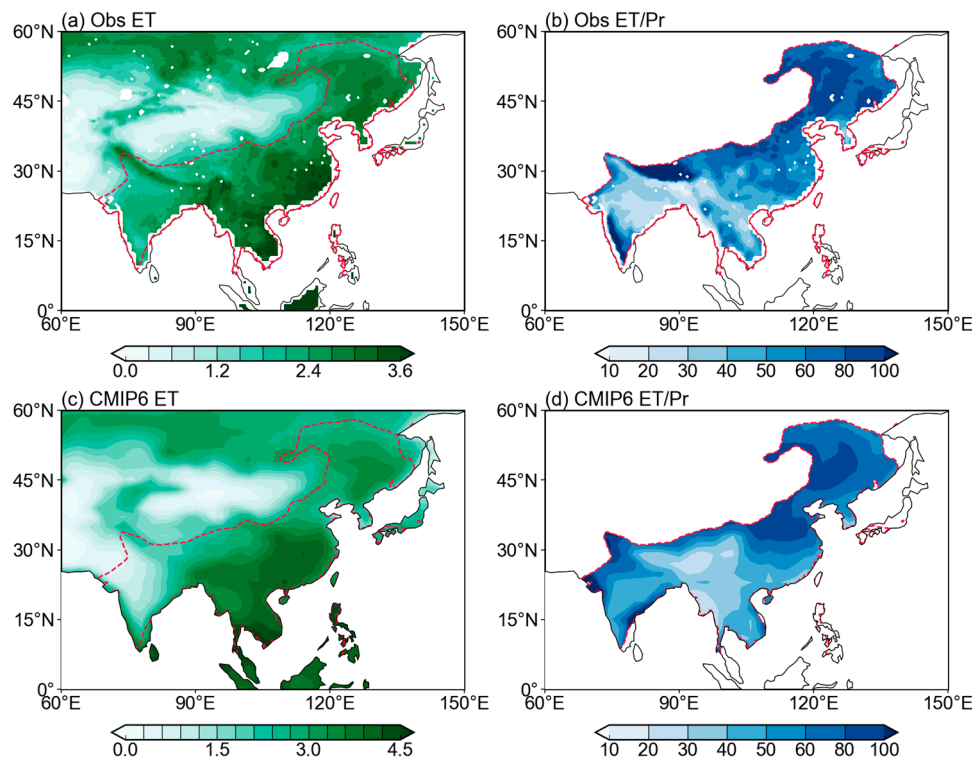 (a) Obs ET
(b) Obs ET/Pr
60°N
60°N
45°N
45°N
30°N
30°N
15°N
15°N
0°
0°
60°E 90°E 120°E 150°E
60°E 90°E 120°E 150°E
0.0 1.2 2.4 3.6
10 20 30 40 50 60 80 100
(c) CMIP6 ET
(d) CMIP6 ET/Pr
60°N
60°N
45°N
45°N
30°N
30°N
15°N
15°N
0°
0°
60°E 90°E 120°E 150°E
60°E 90°E 120°E 150°E
0.0 1.5 3.0 4.5
10 20 30 40 50 60 80 100